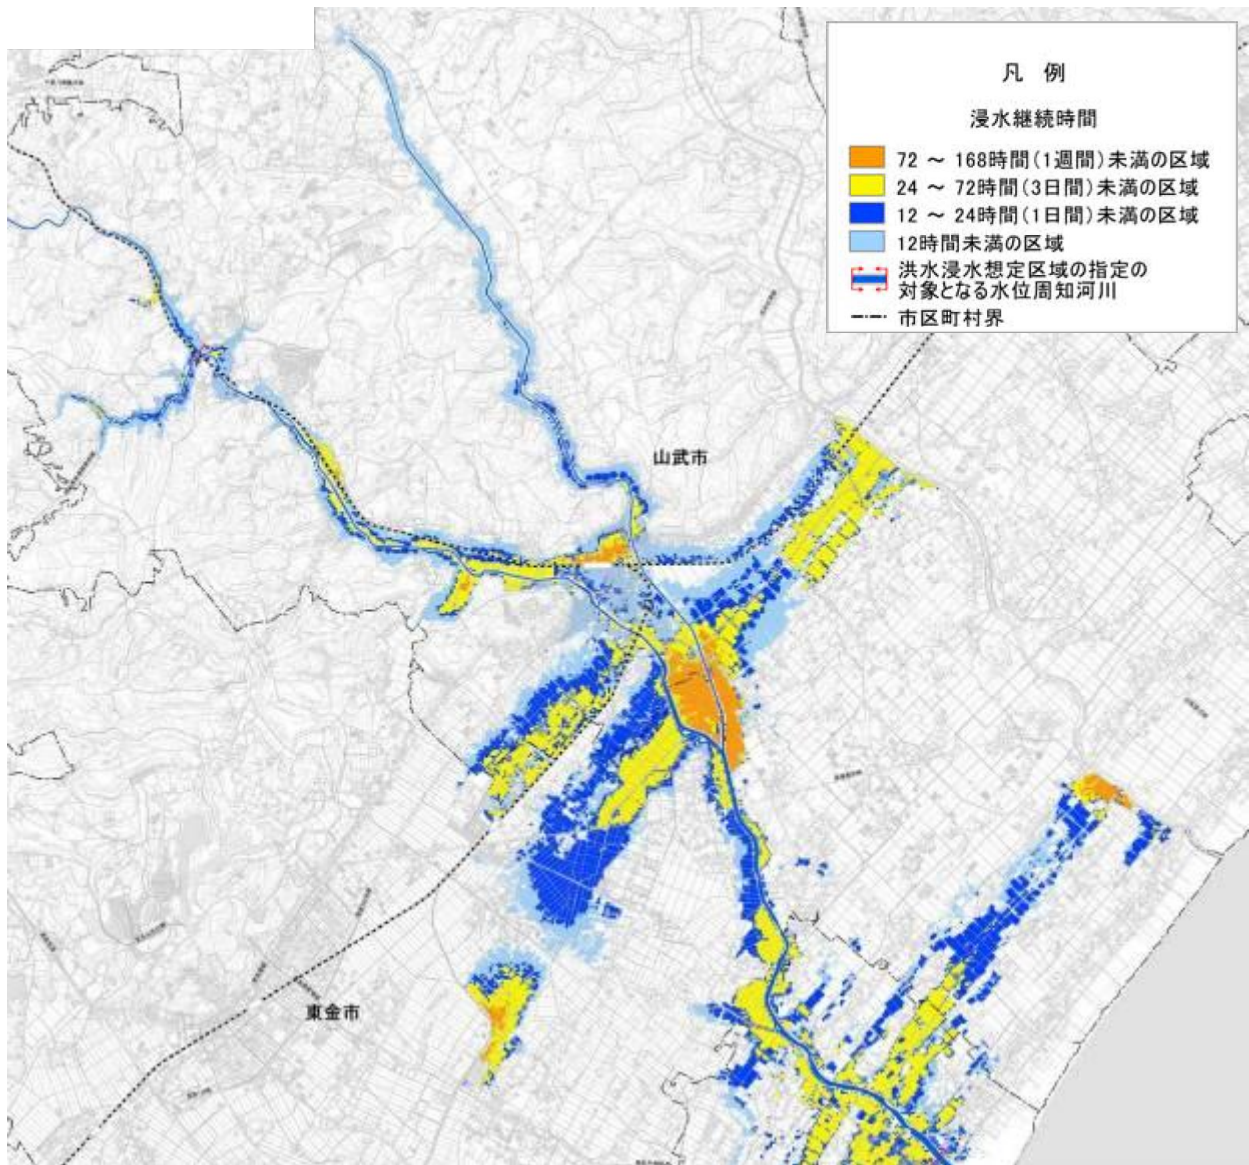 凡 例
浸水継続時間
72 ～ 168時間(1週間)未満の区域
24 ～ 72時間(3日間)未満の区域
12 ～ 24時間(1日間)未満の区域
12時間未満の区域
洪水浸水想定区域の指定の
対象となる水位周知河川
市区町村界
山武市
東金市